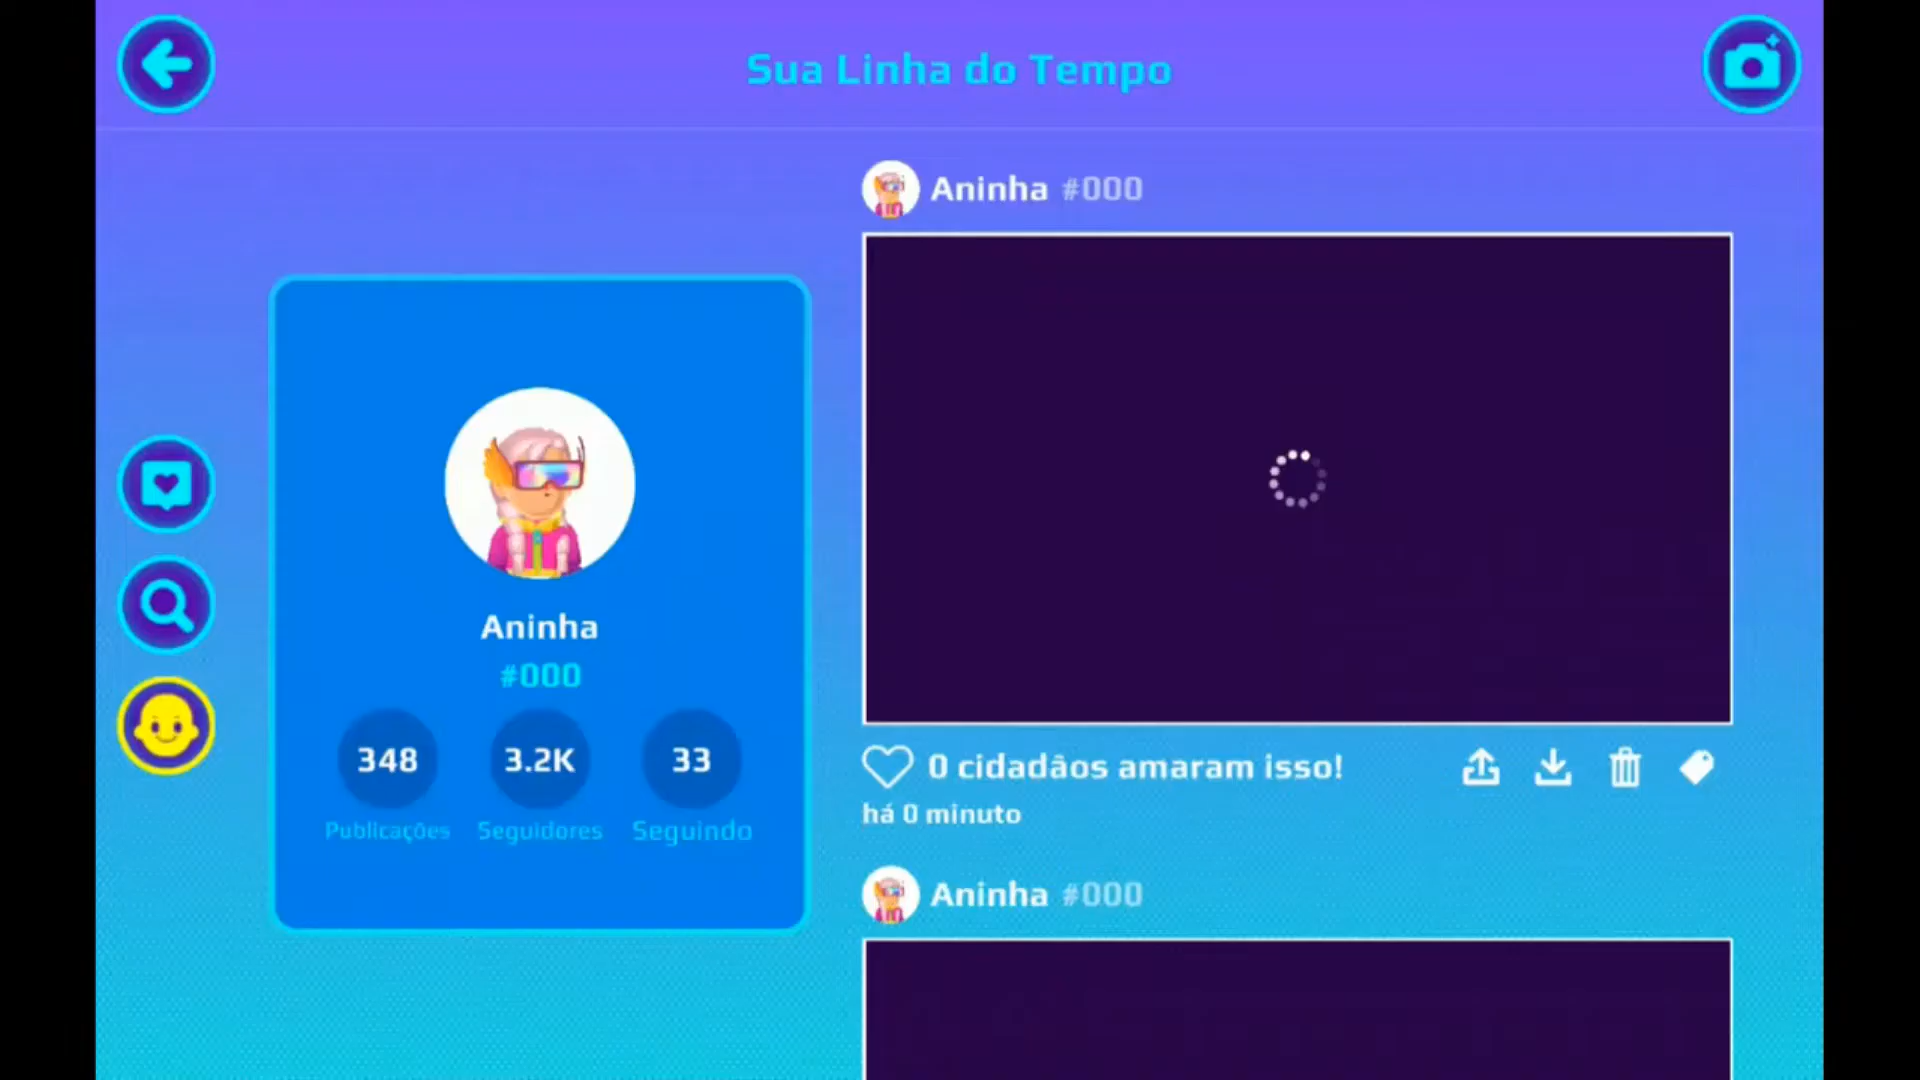 Sua Linha do Tempo
Aninha #000
Aninha
#000
348
3.2K
33
Publicações
Seguidores
Seguindo
0 cidadãos amaram isso!
há 0 minuto
Aninha #000